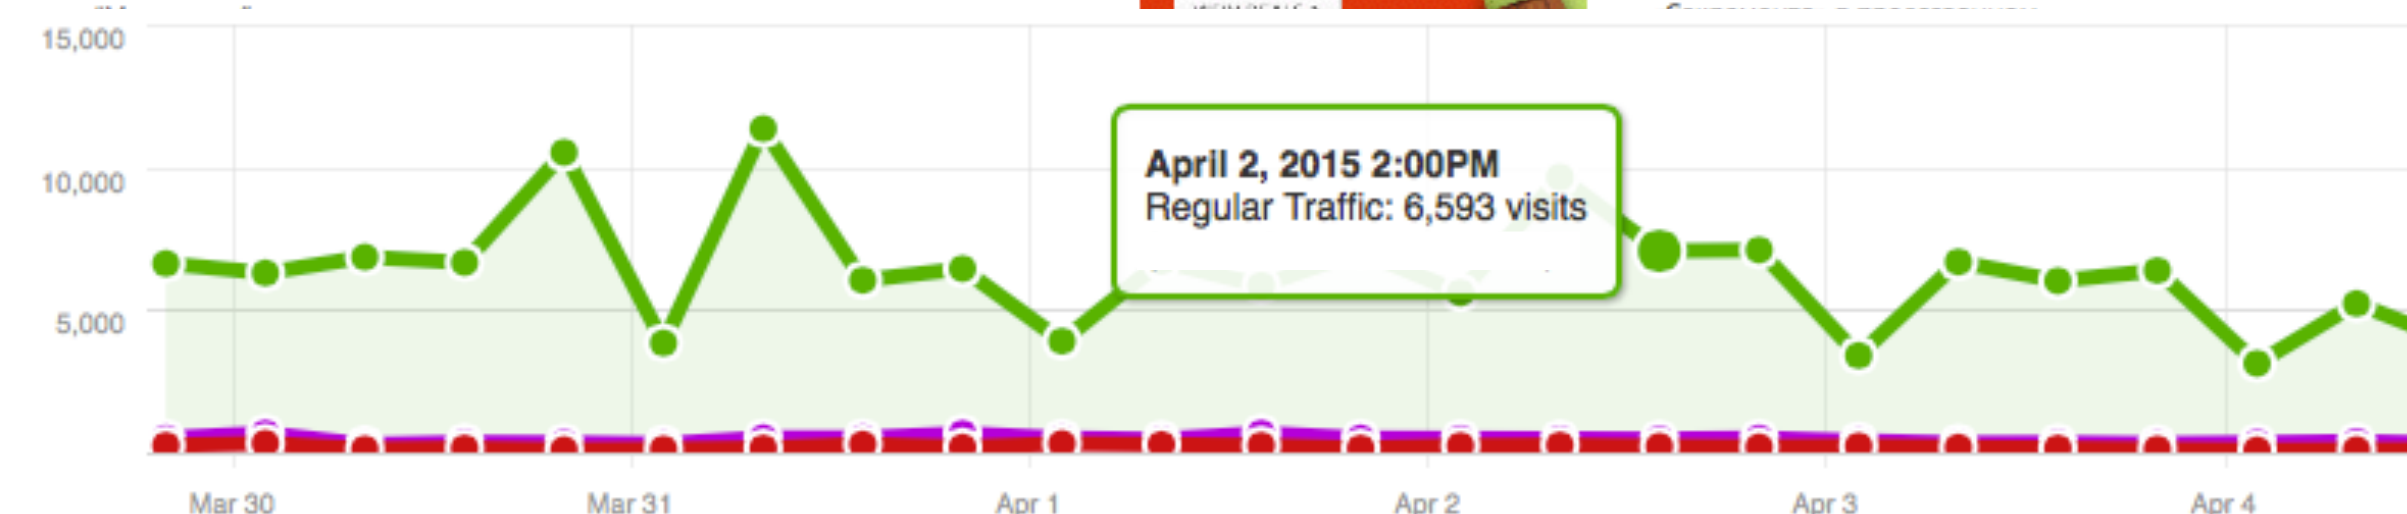 15,000
10,000
5,000
April 2, 2015 2:00PM
Regular Traffic: 6,593 visits
Mar 30
Mar 31
Apr 1
Apr 2
Apr 3
Apr 4